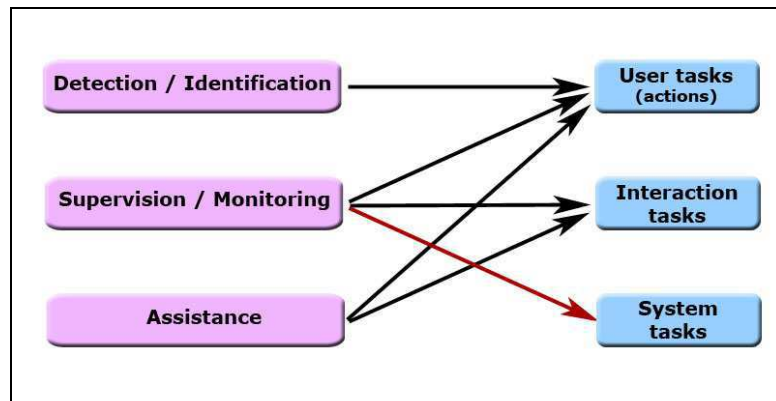 Detection / Identification
User tasks
(actions)
Supervision / Monitoring
Interaction
tasks
Assistance
System
tasks